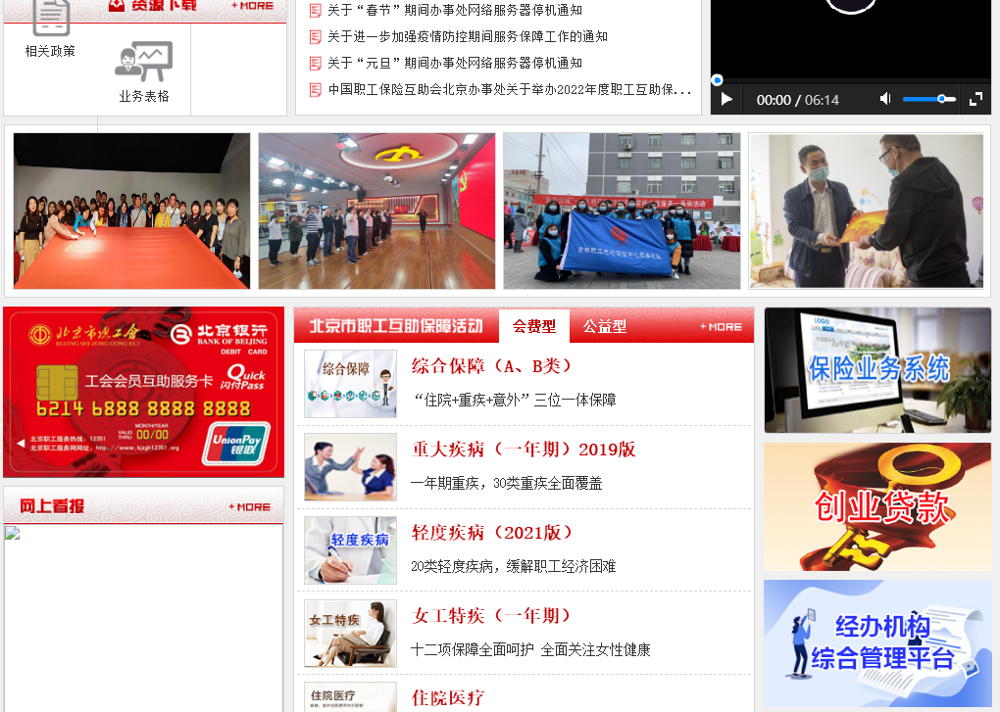 资源下载
+MORE
相关政策
业务表格
关于“春节”期间办事处网络服务器停机通知
关于进一步加强疫情防控期间服务保障工作的通知
关于“元旦”期间办事处网络服务器停机通知
中国职工保险互助会北京办事处关于举办2022年度职工互助保...
00:00 / 06:14
北京市总工会
BEIJING SHI ZONG GONG HUI
北京银行
BANK OF BEIJING
DEBIT CARD
工会会员互助服务卡
Quick
闪付Pass
6214 6888 8888 8888
MONTH/YEAR
VALID
THRU
00/00
北京职工服务热线：12351
北京职工服务网网址：http://www.bjzgh12351.org
UnionPay
银联
网上看报
+MORE
北京市职工互助保障活动
会费型
公益型
+MORE
综合保障
综合保障（A、B类）
“住院+重疾+意外”三位一体保障
重大疾病（一年期）2019版
一年期重疾，30类重疾全面覆盖
轻度疾病
轻度疾病（2021版）
20类轻度疾病，缓解职工经济困难
女工特疾
女工特疾（一年期）
十二项保障全面呵护 全面关注女性健康
住院医疗
住院医疗
LOGO
保险业务系统
创业贷款
经办机构
综合管理平台